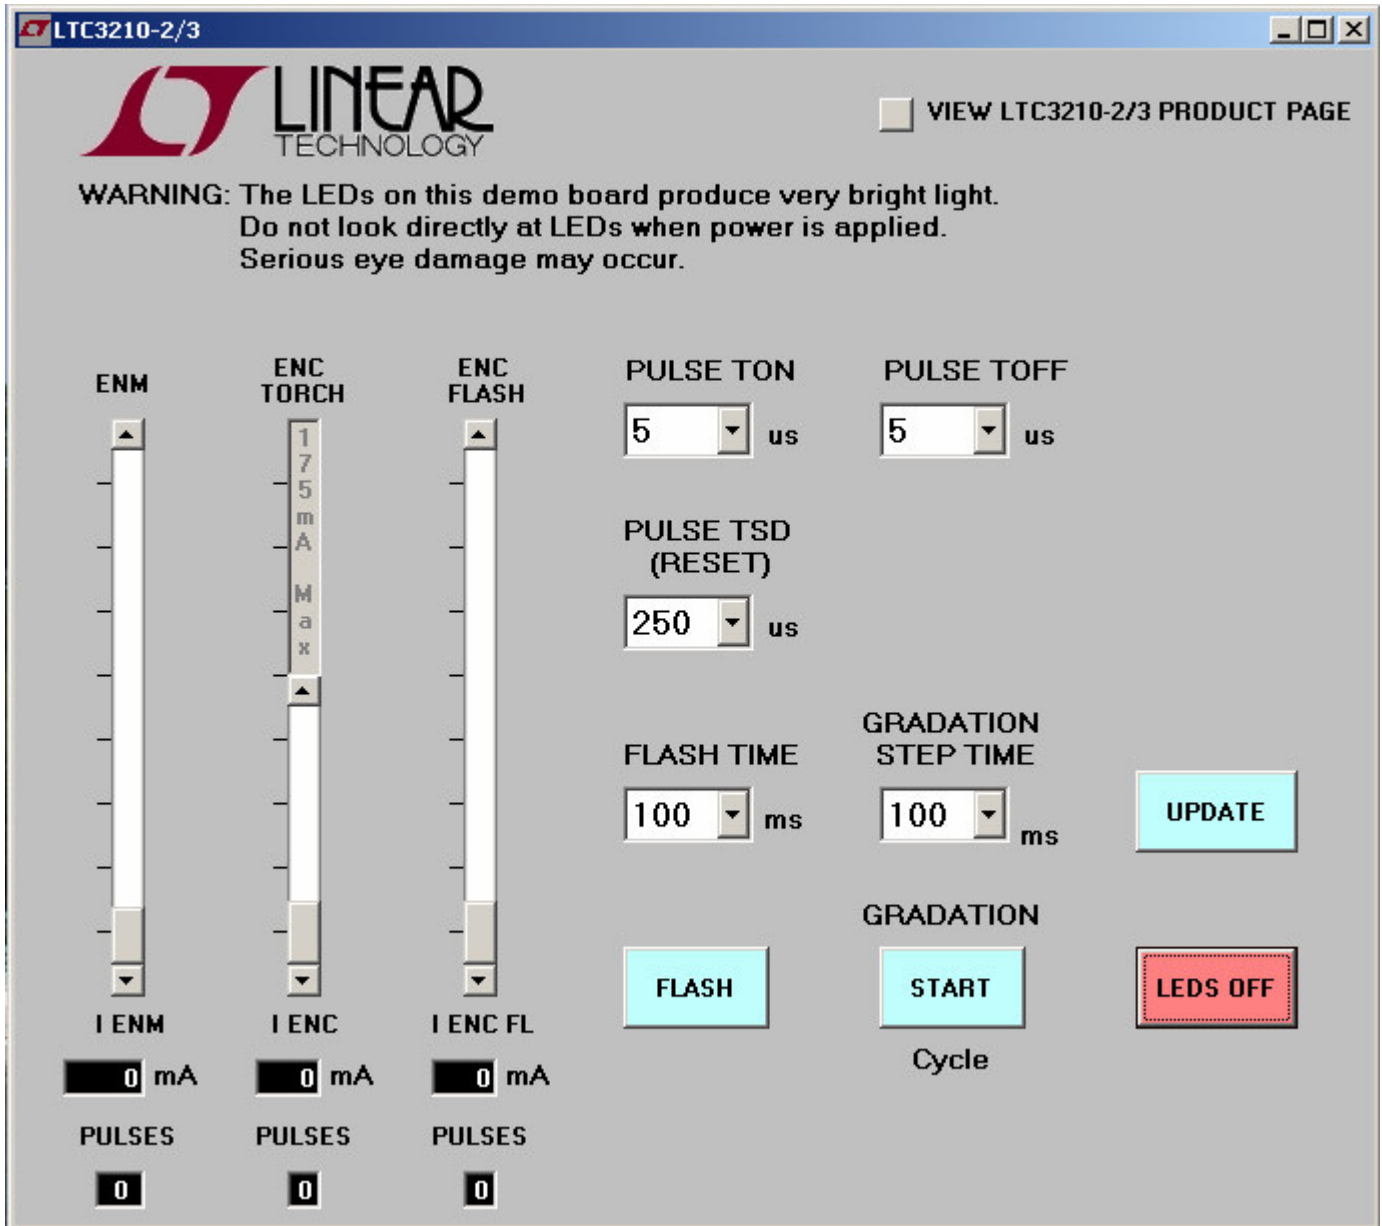 LTC3210-2/3
LINEAR
TECHNOLOGY
VIEW LTC3210-2/3 PRODUCT PAGE
WARNING: The LEDs on this demo board produce very bright light.
Do not look directly at LEDs when power is applied.
Serious eye damage may occur.
ENM
ENC
TORCH
ENC
FLASH
1
7
5
m
A
M
a
x
PULSE TON
5 us
PULSE TOFF
5 us
PULSE TSD
(RESET)
250 us
FLASH TIME
100 ms
GRADATION
STEP TIME
100 ms
UPDATE
FLASH
GRADATION
START
Cycle
LEDS OFF
I ENM
I ENC
I ENC FL
0 mA
0 mA
0 mA
PULSES
PULSES
PULSES
0
0
0